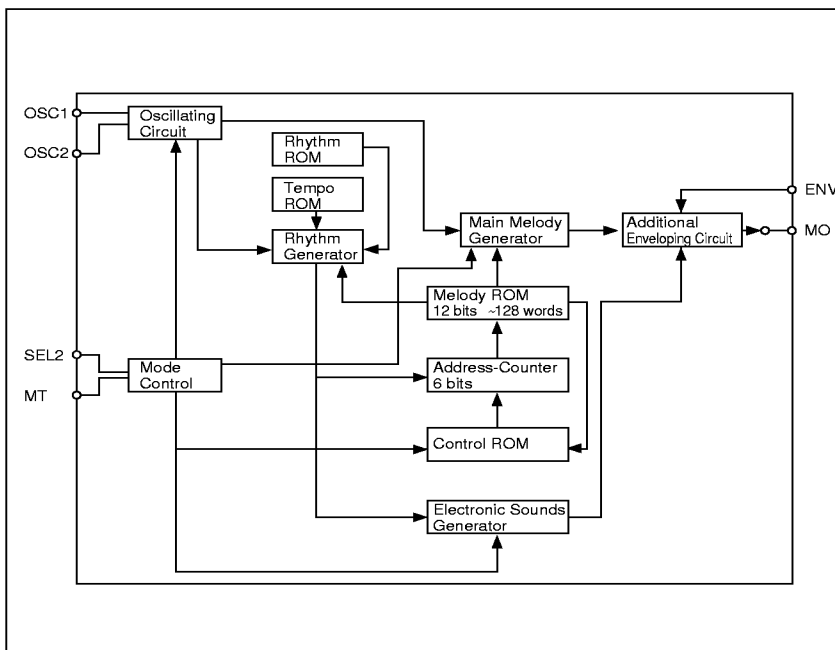 OSC1
Oscillating
Circuit
OSC2
Rhythm
ROM
Tempo
ROM
ENV
Rhythm
Generator
Main Melody
Generator
Additional
Enveloping Circuit
MO
Melody ROM
12 bits ~128 words
SEL2
Mode
Control
MT
Address-Counter
6 bits
Control ROM
Electronic Sounds
Generator